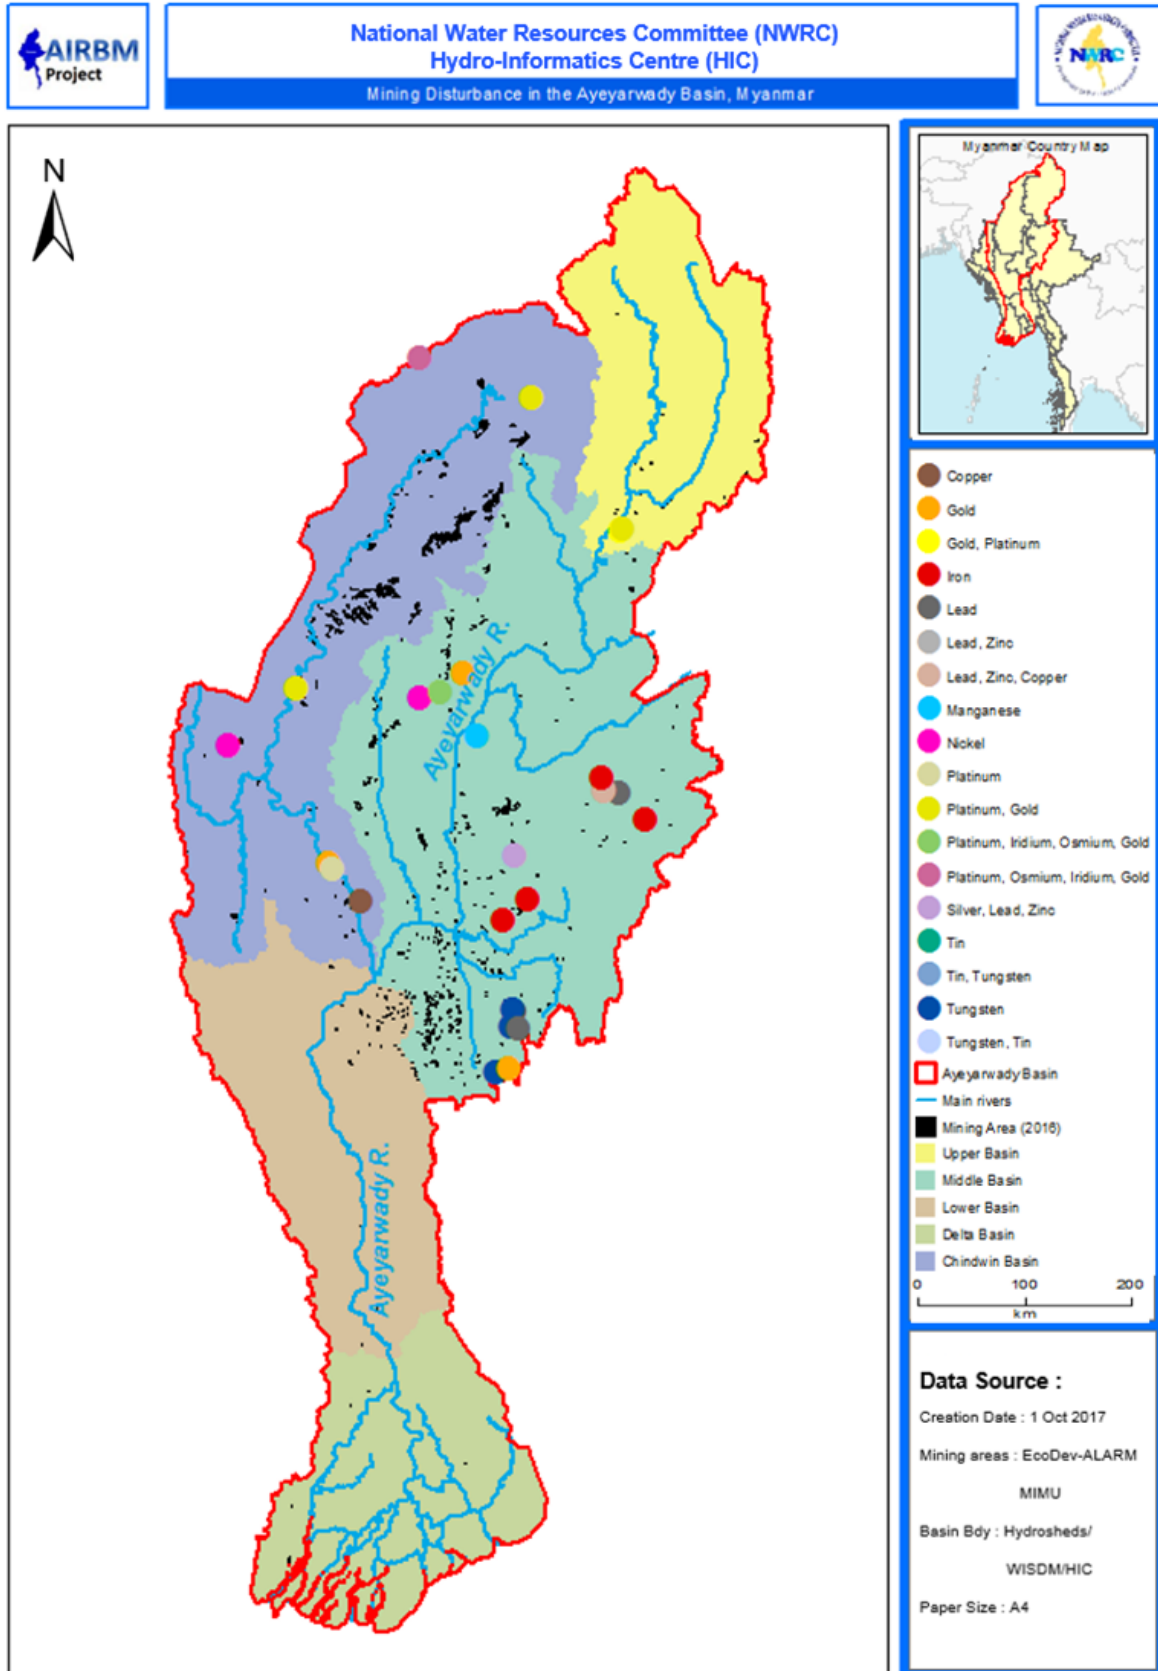 AIRBM
Project
National Water Resources Committee (NWRC)
Hydro-Informatics Centre (HIC)
Mining Disturbance in the Ayeyarwady Basin, Myanmar
NWRC
N
Ayeyarwady R.
Ayeyarwady R.
Myanmar Country Map
Copper
Gold
Gold, Platinum
Iron
Lead
Lead, Zinc
Lead, Zinc, Copper
Manganese
Nickel
Platinum
Platinum, Gold
Platinum, Iridium, Osmium, Gold
Platinum, Osmium, Iridium, Gold
Silver, Lead, Zinc
Tin
Tin, Tungsten
Tungsten
Tungsten, Tin
Ayeyarwady Basin
Main rivers
Mining Area (2016)
Upper Basin
Middle Basin
Lower Basin
Delta Basin
Chindwin Basin
0 100 200
km
Data Source :
Creation Date : 1 Oct 2017
Mining areas : EcoDev-ALARM
MIMU
Basin Bdy : Hydrosheds/
WISDM/HIC
Paper Size : A4